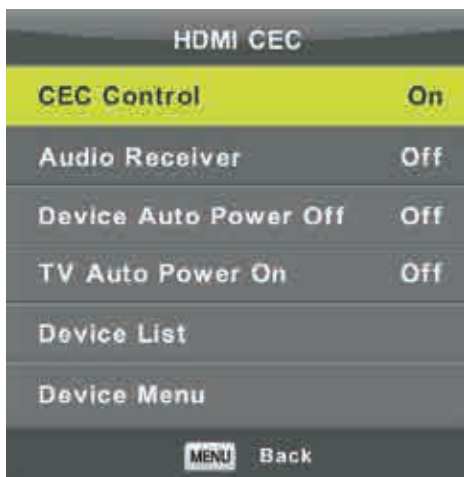 HDMI CEC
CEC Control On
Audio Receiver Off
Device Auto Power Off Off
TV Auto Power On Off
Device List
Device Menu
MENU Back